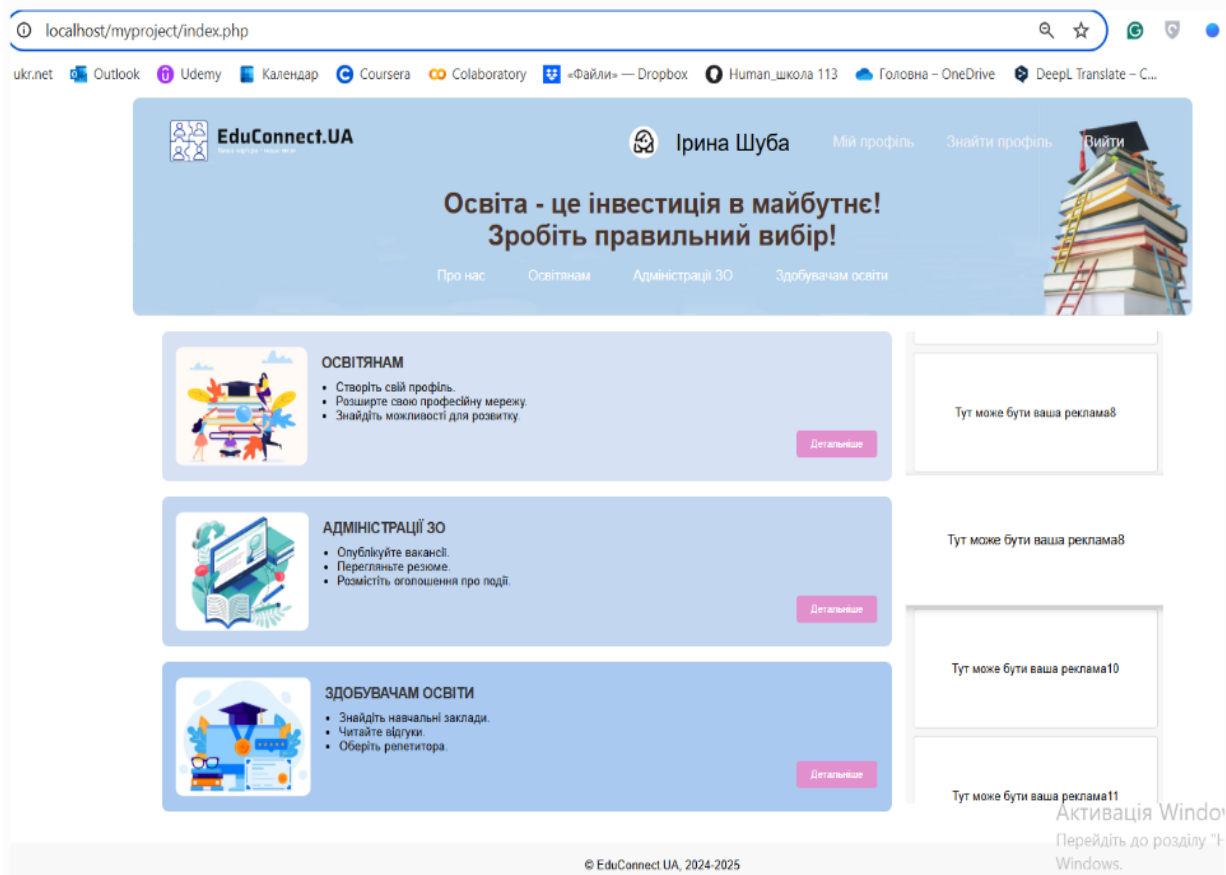 localhost/myproject/index.php
ukr.net Outlook Udemy Календар Coursera Colaboratory «Файли» — Dropbox Human_школа 113 Головна – OneDrive DeepL Translate – C...
EduConnect.UA
Ірина Шуба Мій профіль Знайти профіль Вийти
Освіта - це інвестиція в майбутнє!
Зробіть правильний вибір!
Про нас Освітянам Адміністрації ЗО Здобувачам освіти
ОСВІТЯНАМ
Створіть свій профіль.
Розширте свою професійну мережу.
Знайдіть можливості для розвитку.
Детальніше
АДМІНІСТРАЦІЇ ЗО
Опублікуйте вакансії.
Перегляньте резюме.
Розмістіть оголошення про події.
Детальніше
ЗДОБУВАЧАМ ОСВІТИ
Знайдіть навчальні заклади.
Читайте відгуки.
Оберіть репетитора.
Детальніше
Тут може бути ваша реклама8
Тут може бути ваша реклама8
Тут може бути ваша реклама10
Тут може бути ваша реклама11
Активація Window
Перейдіть до розділу "Н
Windows.
© EduConnect.UA, 2024-2025